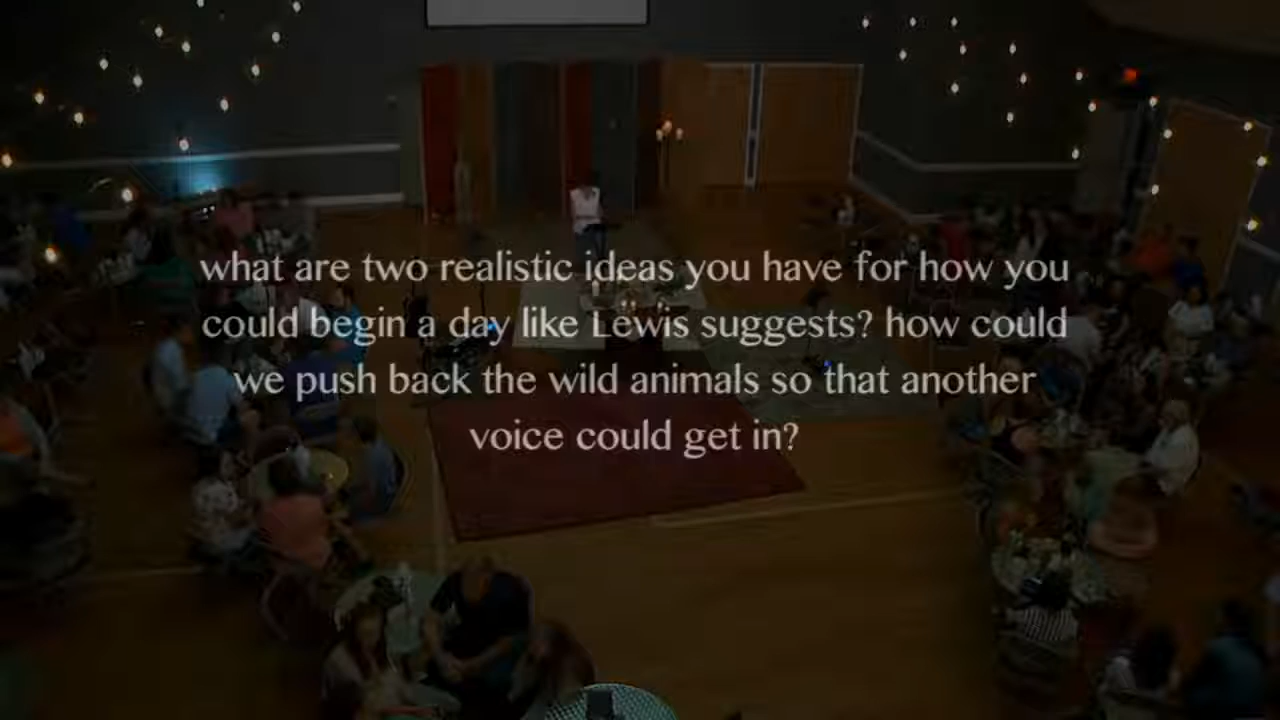 what are two realistic ideas you have for how you
could begin a day like Lewis suggests? how could
we push back the wild animals so that another
voice could get in?